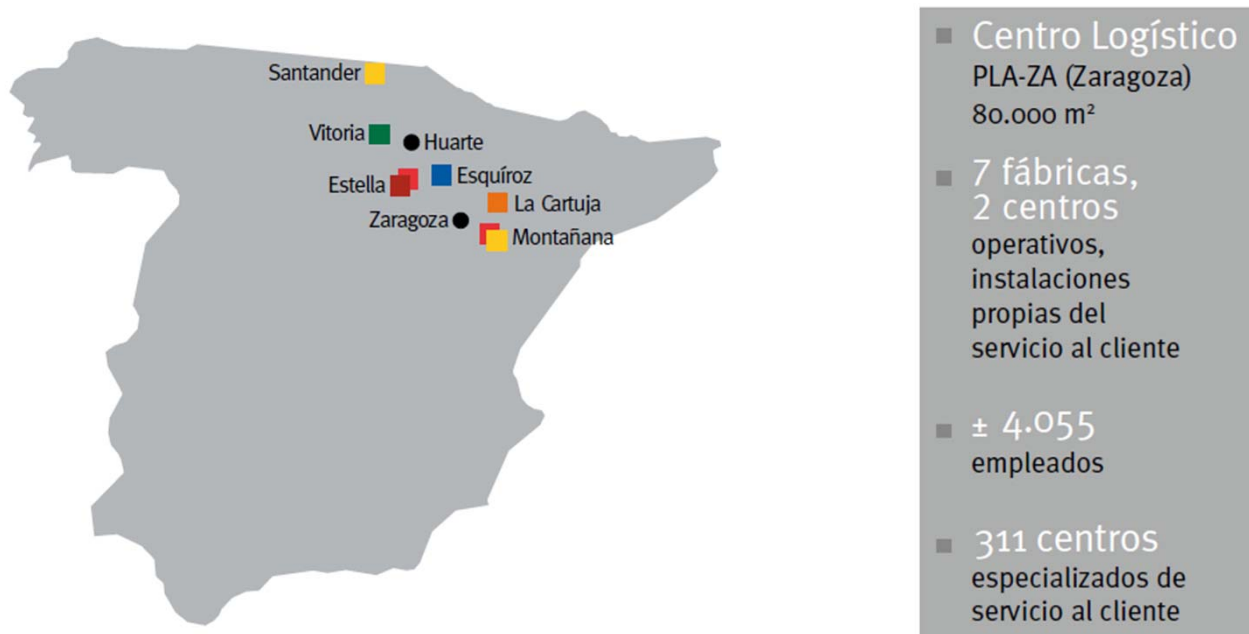 Santander
Vitoria
Huarte
Estella
Esquíroz
La Cartuja
Zaragoza
Montañana
Centro Logístico
PLA-ZA (Zaragoza)
80.000 m²
7 fábricas,
2 centros
operativos,
instalaciones
propias del
servicio al cliente
± 4.055
empleados
311 centros
especializados de
servicio al cliente